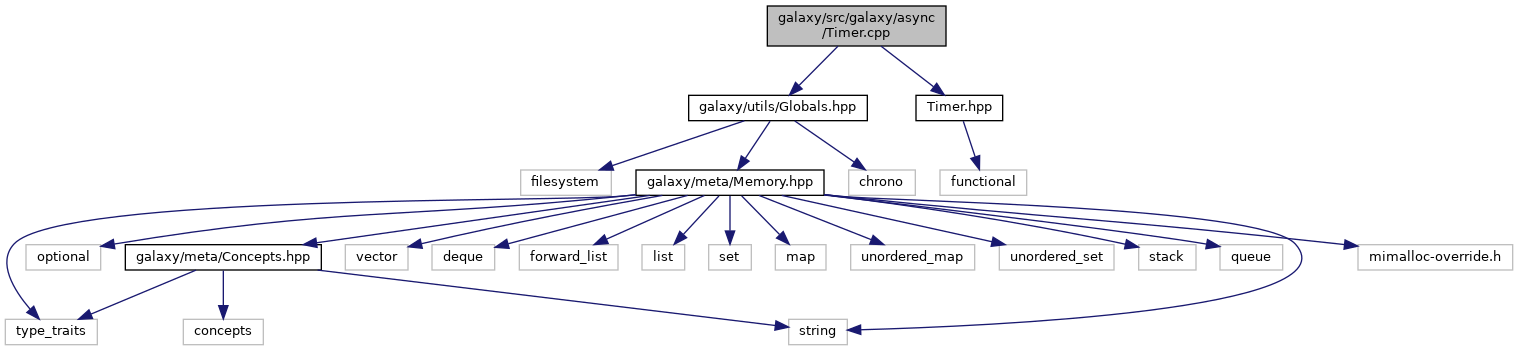 galaxy/src/galaxy/async
/Timer.cpp
galaxy/utils/Globals.hpp
Timer.hpp
filesystem
galaxy/meta/Memory.hpp
chrono
functional
optional
galaxy/meta/Concepts.hpp
vector
deque
forward_list
list
set
map
unordered_map
unordered_set
stack
queue
mimalloc-override.h
type_traits
concepts
string